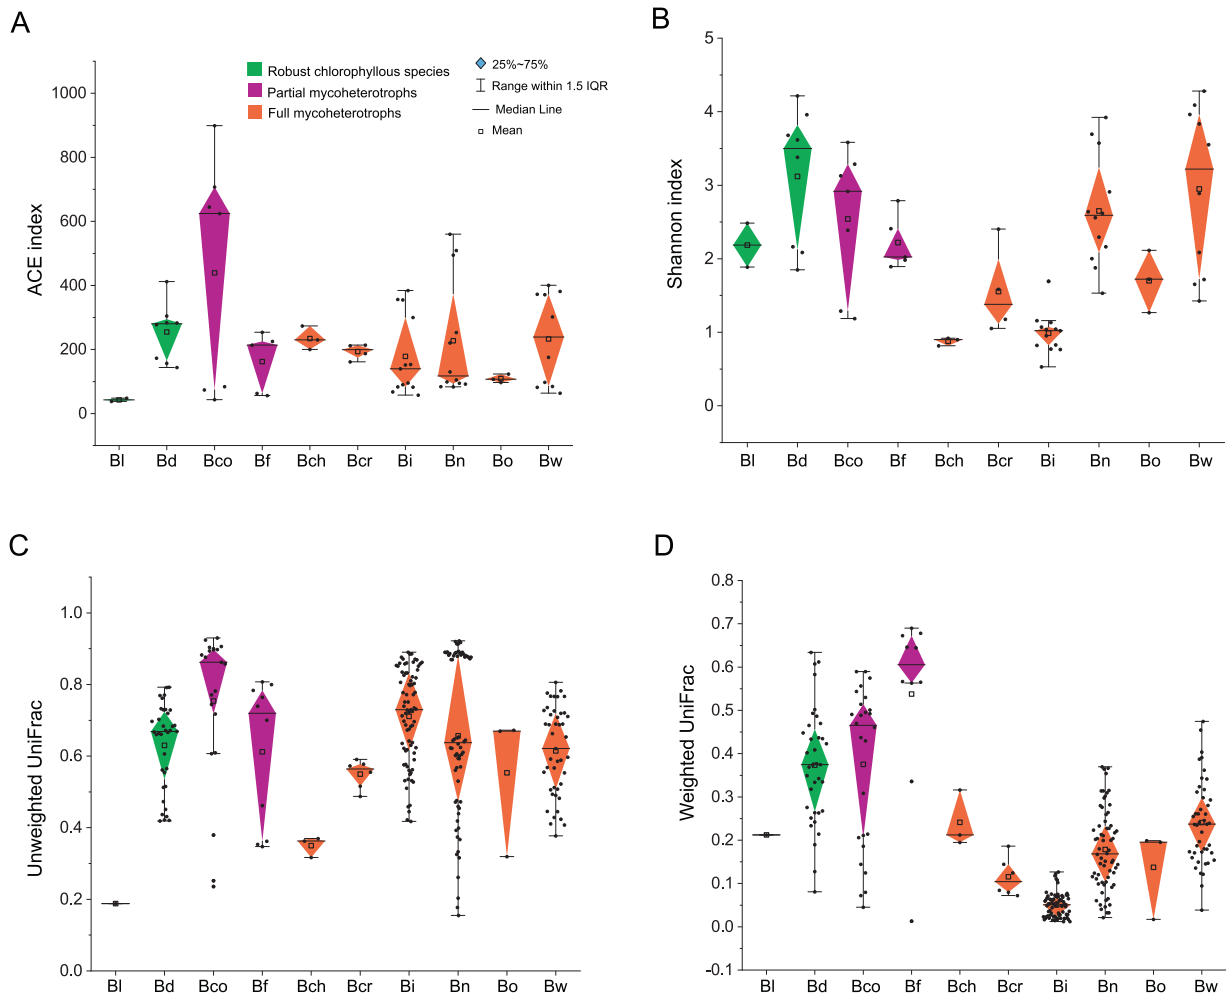 A
ACE index
1000
800
600
400
200
0
Robust chlorophyllous species
Partial mycoheterotrophs
Full mycoheterotrophs
25%~75%
Range within 1.5 IQR
Median Line
Mean
Bl Bd Bco Bf Bch Bcr Bi Bn Bo Bw
B
Shannon index
5
4
3
2
1
0
Bl Bd Bco Bf Bch Bcr Bi Bn Bo Bw
C
Unweighted UniFrac
1.0
0.8
0.6
0.4
0.2
0.0
Bl Bd Bco Bf Bch Bcr Bi Bn Bo Bw
D
Weighted UniFrac
0.8
0.7
0.6
0.5
0.4
0.3
0.2
0.1
0.0
-0.1
Bl Bd Bco Bf Bch Bcr Bi Bn Bo Bw